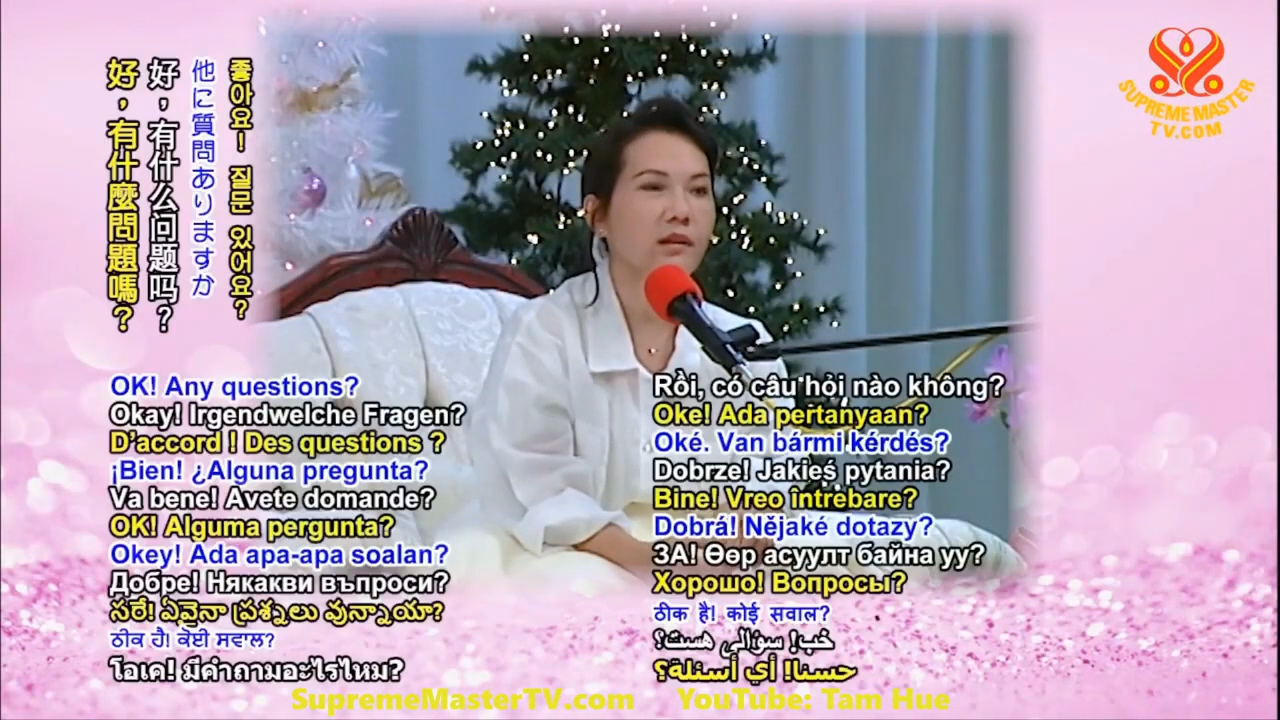 好，有什麼問題嗎？
好，有什么问题吗？
他に質問ありますか
좋아요! 질문 있어요?
SUPREME MASTER
TV.COM
OK! Any questions?
Okay! Irgendwelche Fragen?
D'accord ! Des questions ?
¡Bien! ¿Alguna pregunta?
Va bene! Avete domande?
OK! Alguma pergunta?
Okey! Ada apa-apa soalan?
Добре! Някакви въпроси?
సరే! ఏవైనా ప్రశ్నలు వున్నాయా?
ਠੀਕ ਹੈ! ਕੋਈ ਸਵਾਲ?
โอเค! มีคำถามอะไรไหม?
Rồi, có câu hỏi nào không?
Oke! Ada pertanyaan?
Oké. Van bármi kérdés?
Dobrze! Jakieś pytania?
Bine! Vreo întrebare?
Dobrá! Nějaké dotazy?
ЗА! Өөр асуулт байна уу?
Хорошо! Вопросы?
ठीक है! कोई सवाल?
خب! سؤالی هست؟
حسنا! أي أسئلة؟
SupremeMasterTV.com YouTube: Tam Hue